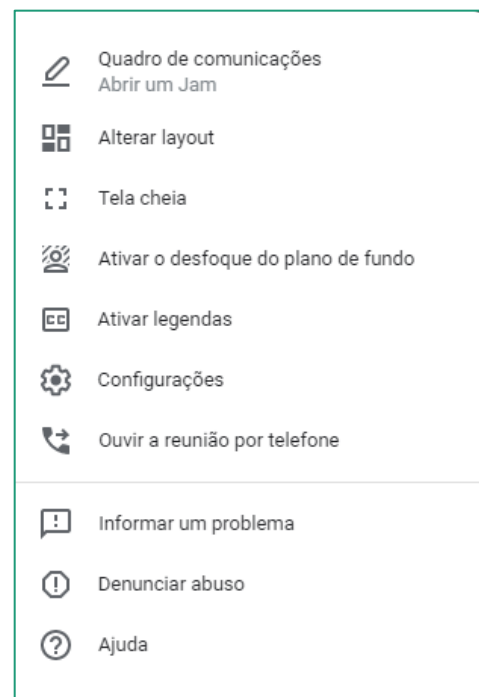 Quadro de comunicações
Abrir um Jam
Alterar layout
Tela cheia
Ativar o desfoque do plano de fundo
CC Ativar legendas
Configurações
Ouvir a reunião por telefone
Informar um problema
Denunciar abuso
Ajuda